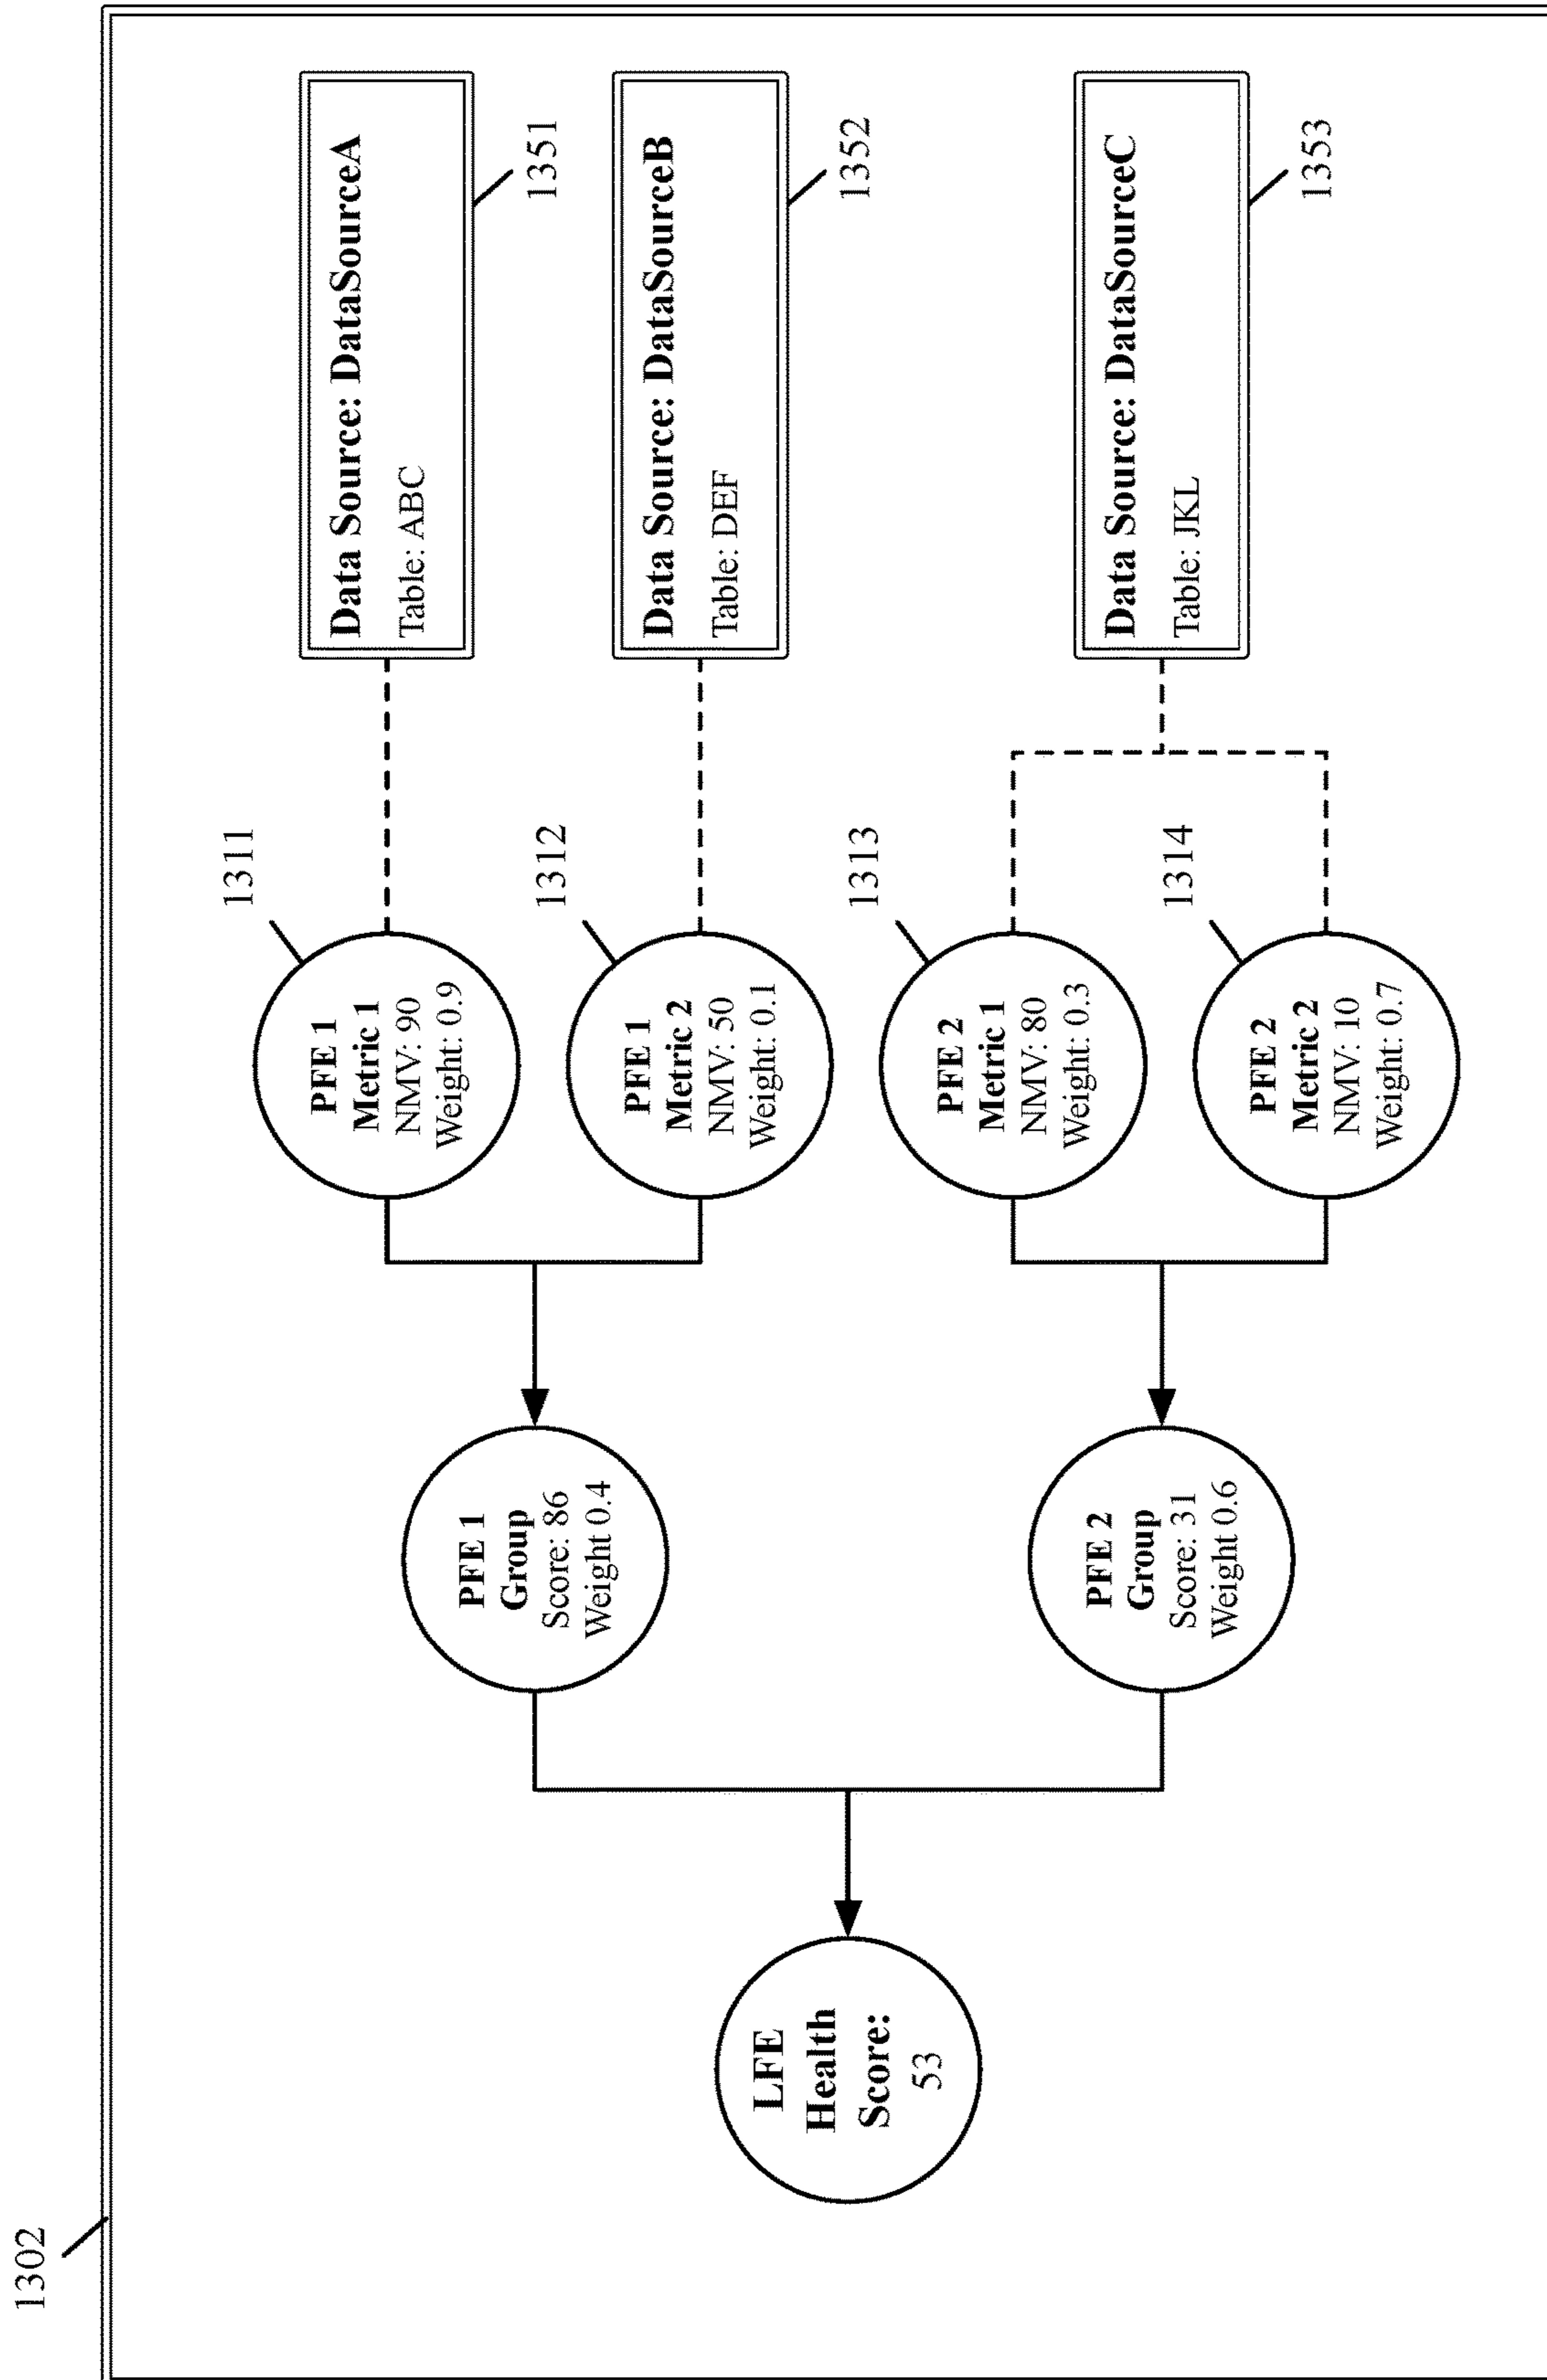 1302
LFE
Health
Score:
53
PFE 1
Group
Score: 86
Weight 0.4
PFE 2
Group
Score: 31
Weight 0.6
1311
PFE 1
Metric 1
NMV: 90
Weight: 0.9
1312
PFE 1
Metric 2
NMV: 50
Weight: 0.1
1313
PFE 2
Metric 1
NMV: 80
Weight: 0.3
1314
PFE 2
Metric 2
NMV: 10
Weight: 0.7
Data Source: DataSourceA
Table: ABC
1351
Data Source: DataSourceB
Table: DEF
1352
Data Source: DataSourceC
Table: JKL
1353